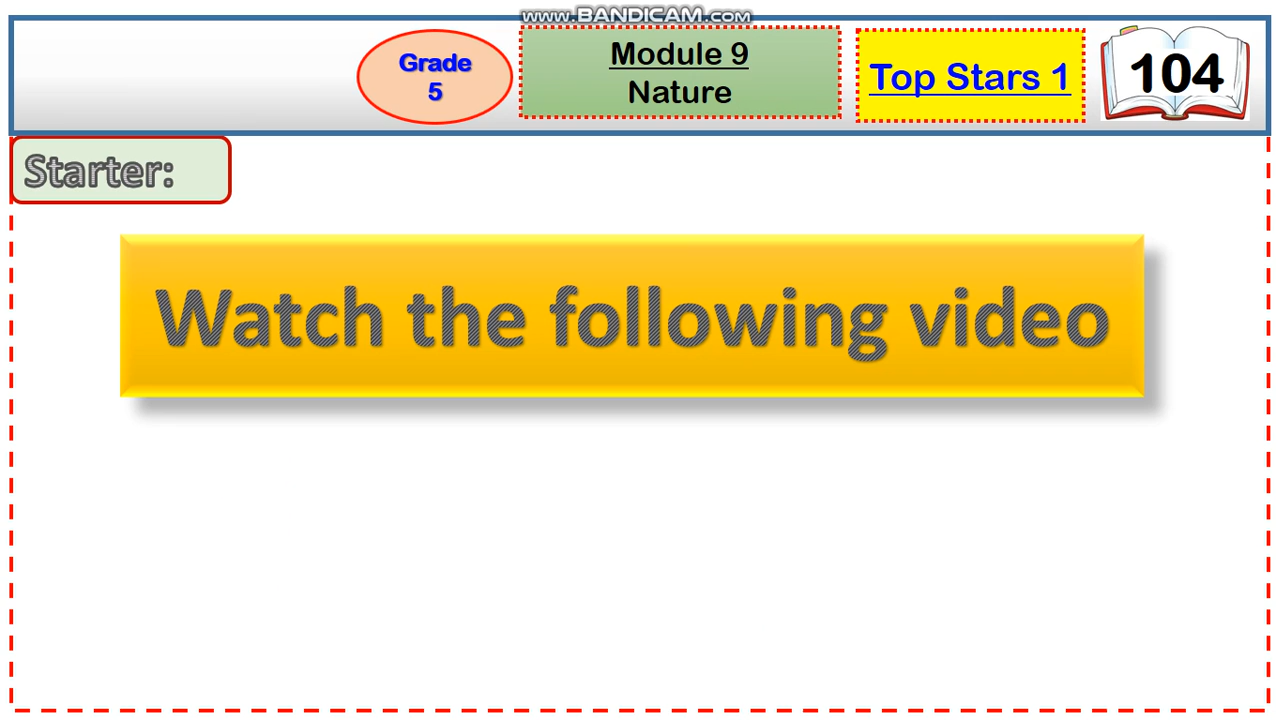 www.BANDICAM.com
Grade
5
Module 9
Nature
Top Stars 1
104
Starter:
Watch the following video